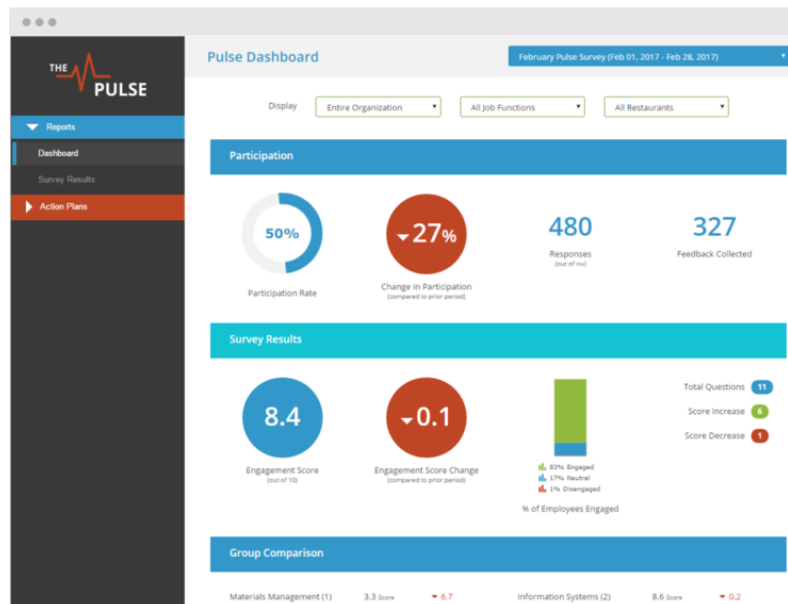 THE
PULSE
Reports
Dashboard
Survey Results
Action Plans
Pulse Dashboard
February Pulse Survey (Feb 01, 2017 - Feb 28, 2017)
Display
Entire Organization
All Job Functions
All Restaurants
Participation
50%
Participation Rate
27%
Change In Participation
(compared to prior period)
480
Responses
(out of
327
Feedback Collected
Survey Results
8.4
Engagement Score
(out of 10)
0.1
Engagement Score Change
(compared to prior period)
83% Engaged
17% Neutral
1% Disengaged
% of Employees Engaged
Total Questions 11
Score Increase 6
Score Decrease 1
Group Comparison
Materials Management (1) 3.3 Score 6.7
Information Systems (2) 8.6 Score 0.2